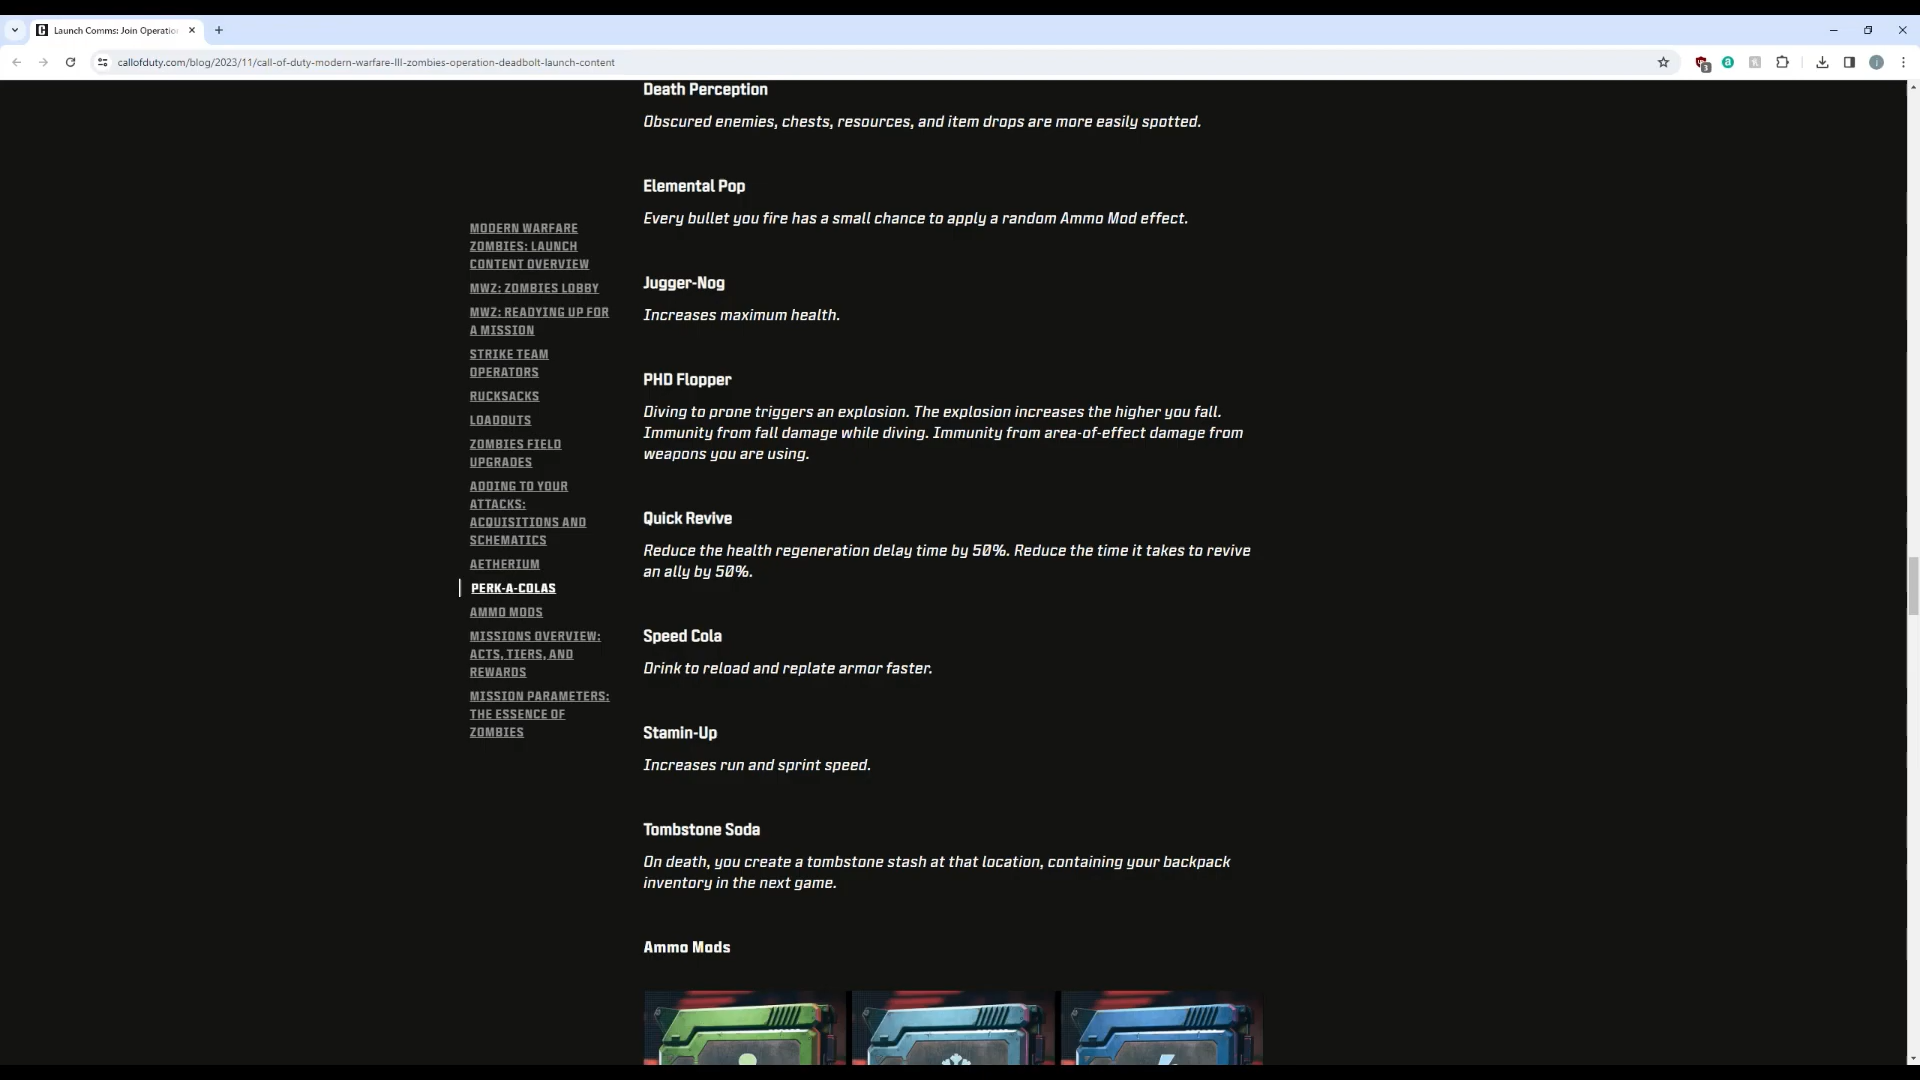 Launch Comms: Join Operatio
callofduty.com/blog/2023/11/call-of-duty-modern-warfare-III-zombies-operation-deadbolt-launch-content
3
a
i
MODERN WARFARE
ZOMBIES: LAUNCH
CONTENT OVERVIEW
MWZ: ZOMBIES LOBBY
MWZ: READYING UP FOR
A MISSION
STRIKE TEAM
OPERATORS
RUCKSACKS
LOADOUTS
ZOMBIES FIELD
UPGRADES
ADDING TO YOUR
ATTACKS:
ACQUISITIONS AND
SCHEMATICS
AETHERIUM
PERK-A-COLAS
AMMO MODS
MISSIONS OVERVIEW:
ACTS, TIERS, AND
REWARDS
MISSION PARAMETERS:
THE ESSENCE OF
ZOMBIES
Death Perception
Obscured enemies, chests, resources, and item drops are more easily spotted.
Elemental Pop
Every bullet you fire has a small chance to apply a random Ammo Mod effect.
Jugger-Nog
Increases maximum health.
PHD Flopper
Diving to prone triggers an explosion. The explosion increases the higher you fall.
Immunity from fall damage while diving. Immunity from area-of-effect damage from
weapons you are using.
Quick Revive
Reduce the health regeneration delay time by 50%. Reduce the time it takes to revive
an ally by 50%.
Speed Cola
Drink to reload and replate armor faster.
Stamin-Up
Increases run and sprint speed.
Tombstone Soda
On death, you create a tombstone stash at that location, containing your backpack
inventory in the next game.
Ammo Mods